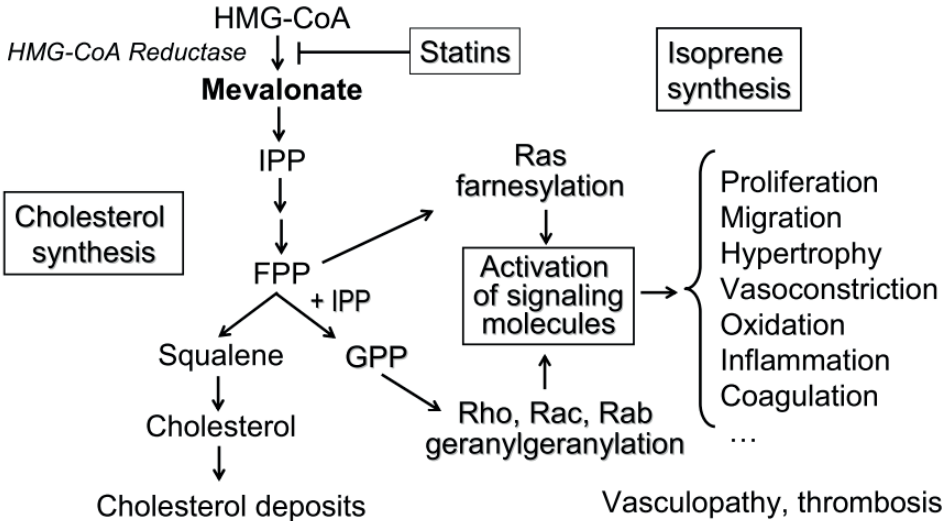 HMG-CoA
HMG-CoA Reductase
Statins
Isoprene
synthesis
Mevalonate
IPP
Ras
farnesylation
Cholesterol
synthesis
FPP
+ IPP
Activation
of signaling
molecules
Proliferation
Migration
Hypertrophy
Vasoconstriction
Oxidation
Inflammation
Coagulation
...
Squalene
GPP
Cholesterol
Rho, Rac, Rab
geranylgeranylation
Cholesterol deposits
Vasculopathy, thrombosis